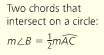 Two chords that
intersect on a circle:
m∠B = ½mAC͡